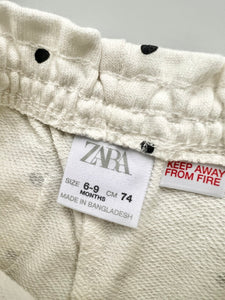 ZARA
SIZE 6-9 MONTHS CM 74
MADE IN BANGLADESH
KEEP AWAY
FROM FIRE